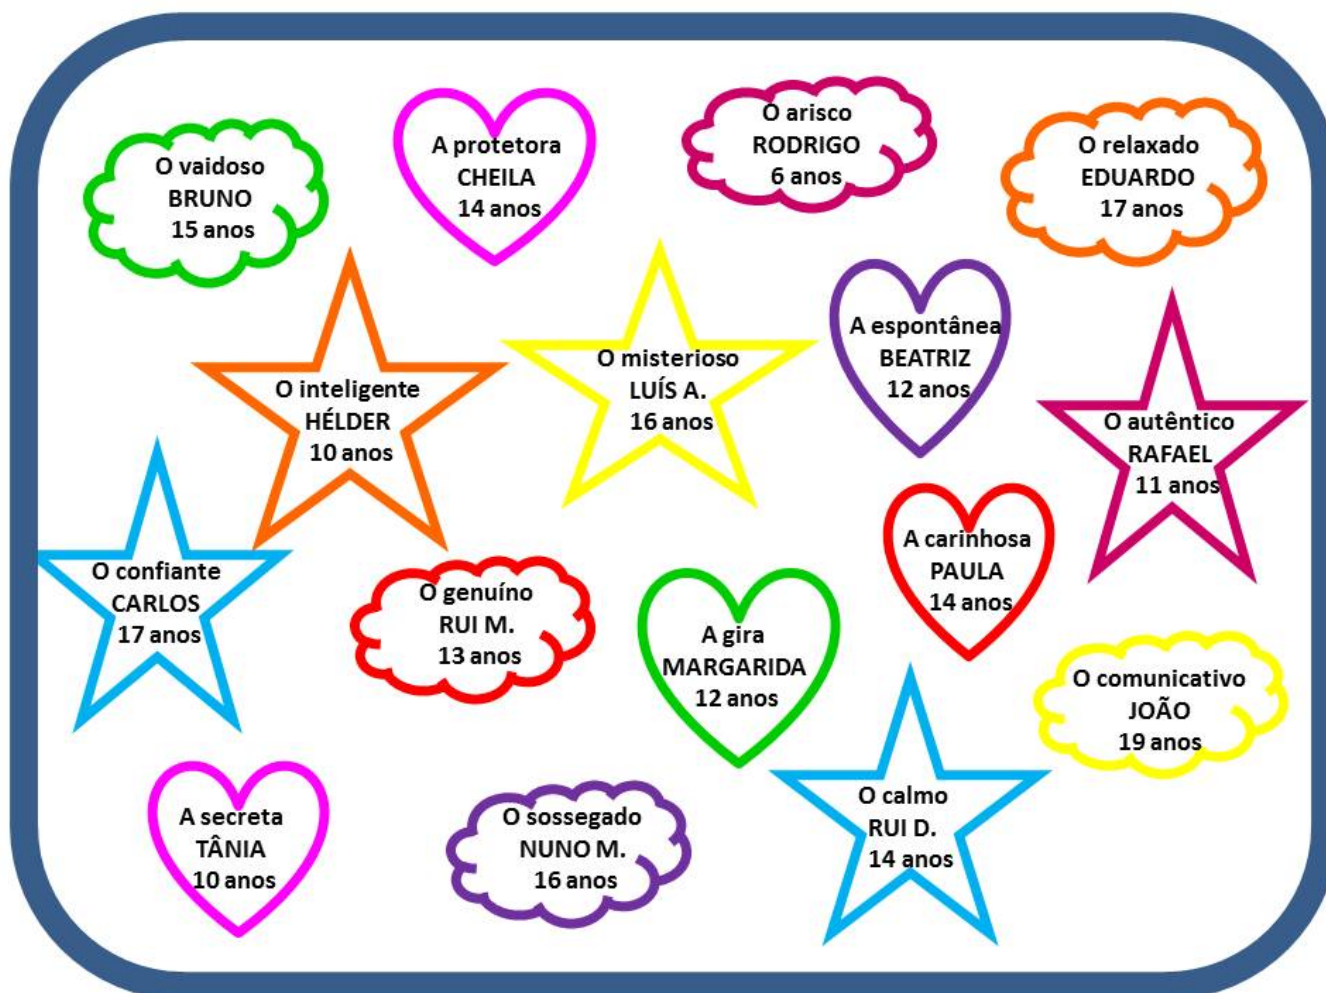 O vaidoso
BRUNO
15 anos
A protetora
CHEILA
14 anos
O arisco
RODRIGO
6 anos
O relaxado
EDUARDO
17 anos
O inteligente
HÉLDER
10 anos
O misterioso
LUÍS A.
16 anos
A espontânea
BEATRIZ
12 anos
O autêntico
RAFAEL
11 anos
O confiante
CARLOS
17 anos
O genuíno
RUI M.
13 anos
A gira
MARGARIDA
12 anos
A carinhosa
PAULA
14 anos
O comunicativo
JOÃO
19 anos
A secreta
TÂNIA
10 anos
O sossegado
NUNO M.
16 anos
O calmo
RUI D.
14 anos